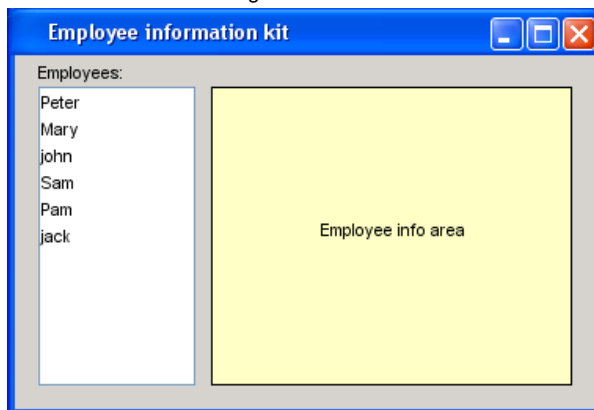 Employee information kit
Employees:
Peter
Mary
john
Sam
Pam
jack
Employee info area